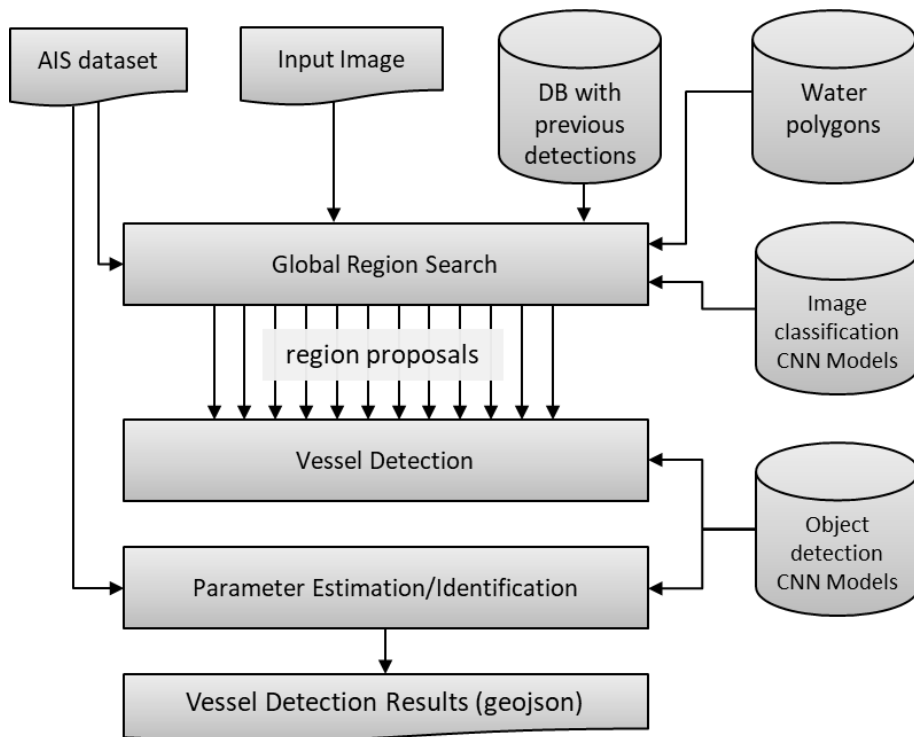 AIS dataset
Input Image
DB with
previous
detections
Water
polygons
Global Region Search
Image
classification
CNN Models
region proposals
Vessel Detection
Object
detection
CNN Models
Parameter Estimation/Identification
Vessel Detection Results (geojson)